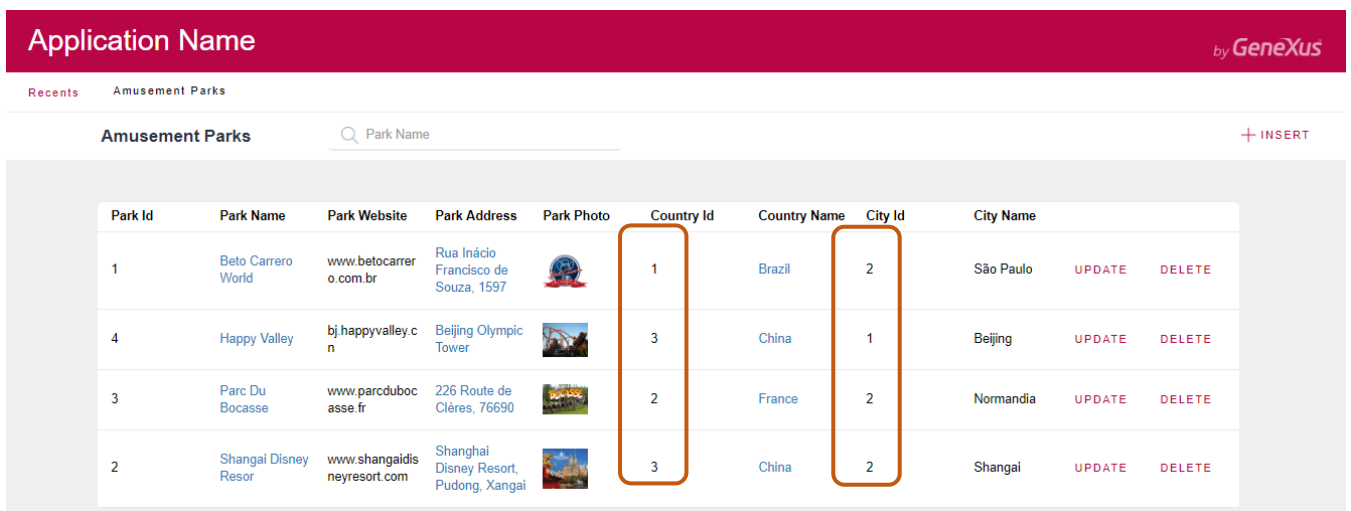 Application Name
by GeneXus
Recents Amusement Parks
Amusement Parks Park Name INSERT
Park Id Park Name Park Website Park Address Park Photo Country Id Country Name City Id City Name
1 Beto Carrero World www.betocarrero.com.br Rua Inácio Francisco de Souza, 1597 1 Brazil 2 São Paulo UPDATE DELETE
4 Happy Valley bj.happyvalley.cn Beijing Olympic Tower 3 China 1 Beijing UPDATE DELETE
3 Parc Du Bocasse www.parcdubocasse.fr 226 Route de Clères, 76690 2 France 2 Normandia UPDATE DELETE
2 Shangai Disney Resor www.shangaidisneyresort.com Shanghai Disney Resort, Pudong, Xangai 3 China 2 Shangai UPDATE DELETE